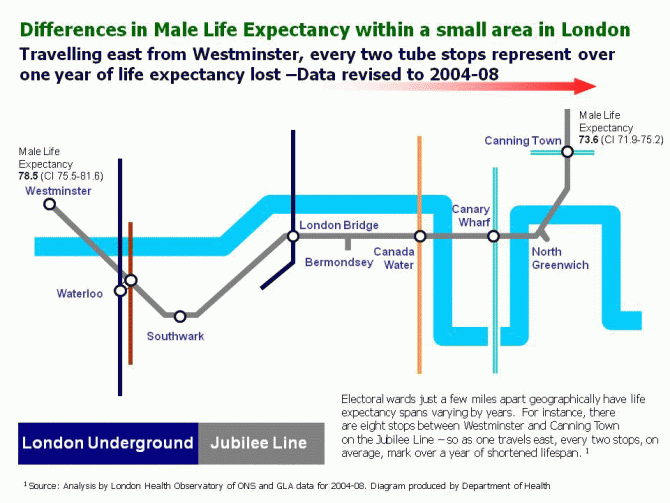 Differences in Male Life Expectancy within a small area in London
Travelling east from Westminster, every two tube stops represent over
one year of life expectancy lost –Data revised to 2004-08
Male Life
Expectancy
78.5 (CI 75.5-81.6)
Westminster
Male Life
Expectancy
73.6 (CI 71.9-75.2)
Canning Town
London Bridge
Canary
Wharf
Bermondsey
Canada
Water
North
Greenwich
Waterloo
Southwark
Electoral wards just a few miles apart geographically have life
expectancy spans varying by years. For instance, there
are eight stops between Westminster and Canning Town
on the Jubilee Line – so as one travels east, every two stops, on
average, mark over a year of shortened lifespan. 1
London Underground
Jubilee Line
1 Source: Analysis by London Health Observatory of ONS and GLA data for 2004-08. Diagram produced by Department of Health